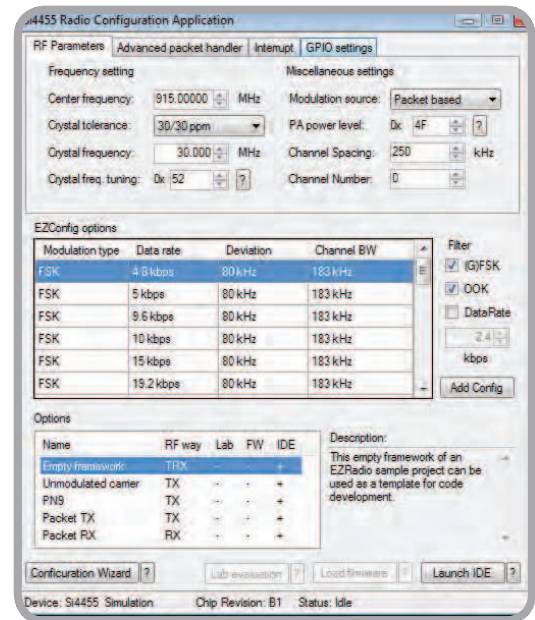 Si4455 Radio Configuration Application
RF Parameters Advanced packet handler Interrupt GPIO settings
Frequency setting Miscellaneous settings
Center frequency: 915.00000 MHz Modulation source: Packet based
Crystal tolerance: 30/30 ppm PA power level: 0x 4F ?
Crystal frequency: 30.000 MHz Channel Spacing: 250 kHz
Crystal freq. tuning: 0x 52 ? Channel Number: 0
EZConfig options
Modulation type Data rate Deviation Channel BW Filter
FSK 4.8 kbps 80 kHz 183 kHz (G)FSK
FSK 5 kbps 80 kHz 183 kHz OOK
FSK 9.6 kbps 80 kHz 183 kHz DataRate
FSK 10 kbps 80 kHz 183 kHz 2.4
FSK 15 kbps 80 kHz 183 kHz kbps
FSK 19.2 kbps 80 kHz 183 kHz Add Config
Options
Name RF way Lab FW IDE Description:
Empty framework TRX - - + This empty framework of an
Unmodulated carrier TX - - + EZRadio sample project can be
PN9 TX - - + used as a template for code
Packet TX TX - - + development.
Packet RX RX - - +
Configuration Wizard ? Lab evaluation ? Load firmware ? Launch IDE ?
Device: Si4455 Simulation Chip Revision: B1 Status: Idle